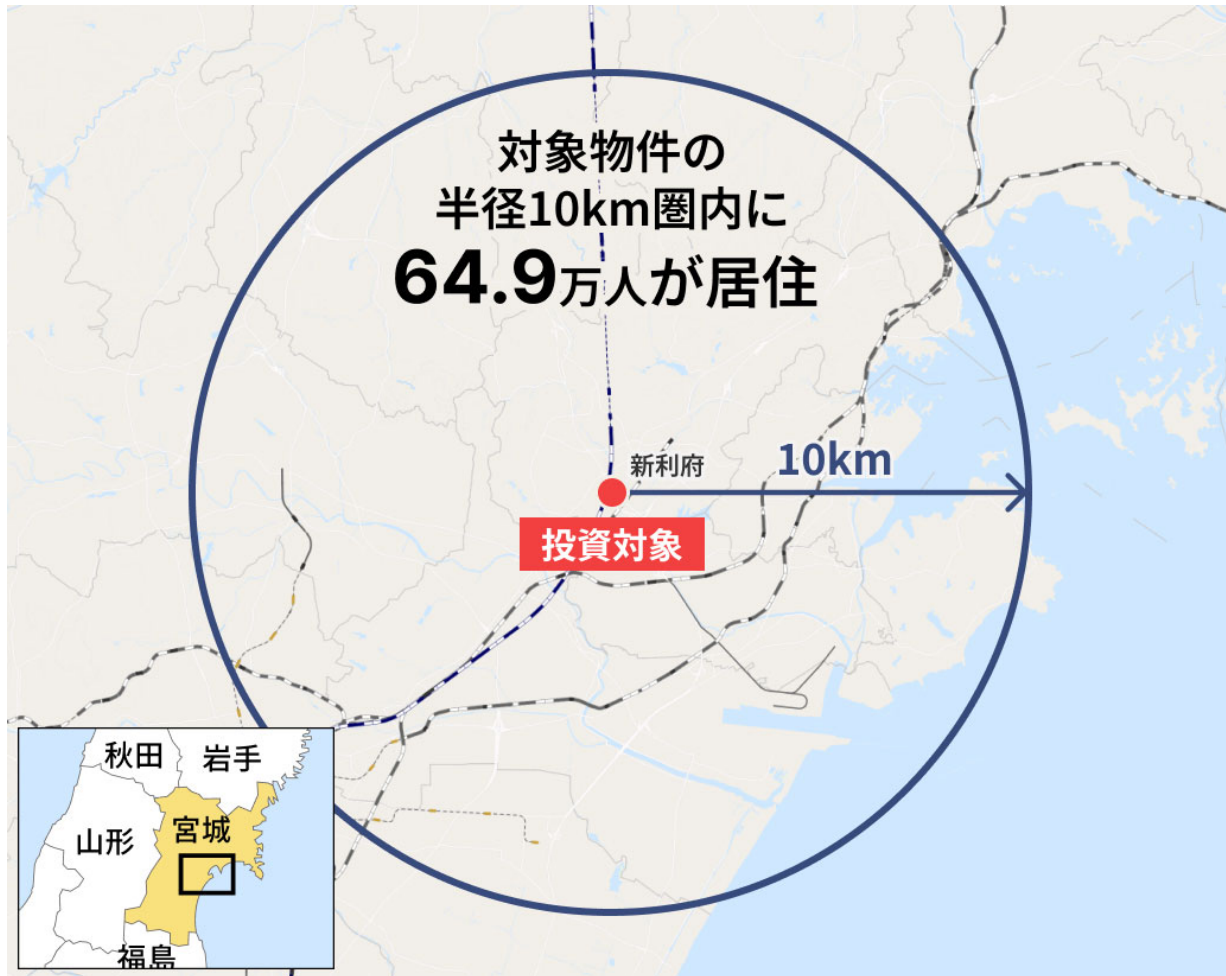 対象物件の
半径10km圏内に
64.9万人が居住
新利府
10km
投資対象
秋田
岩手
宮城
山形
福島